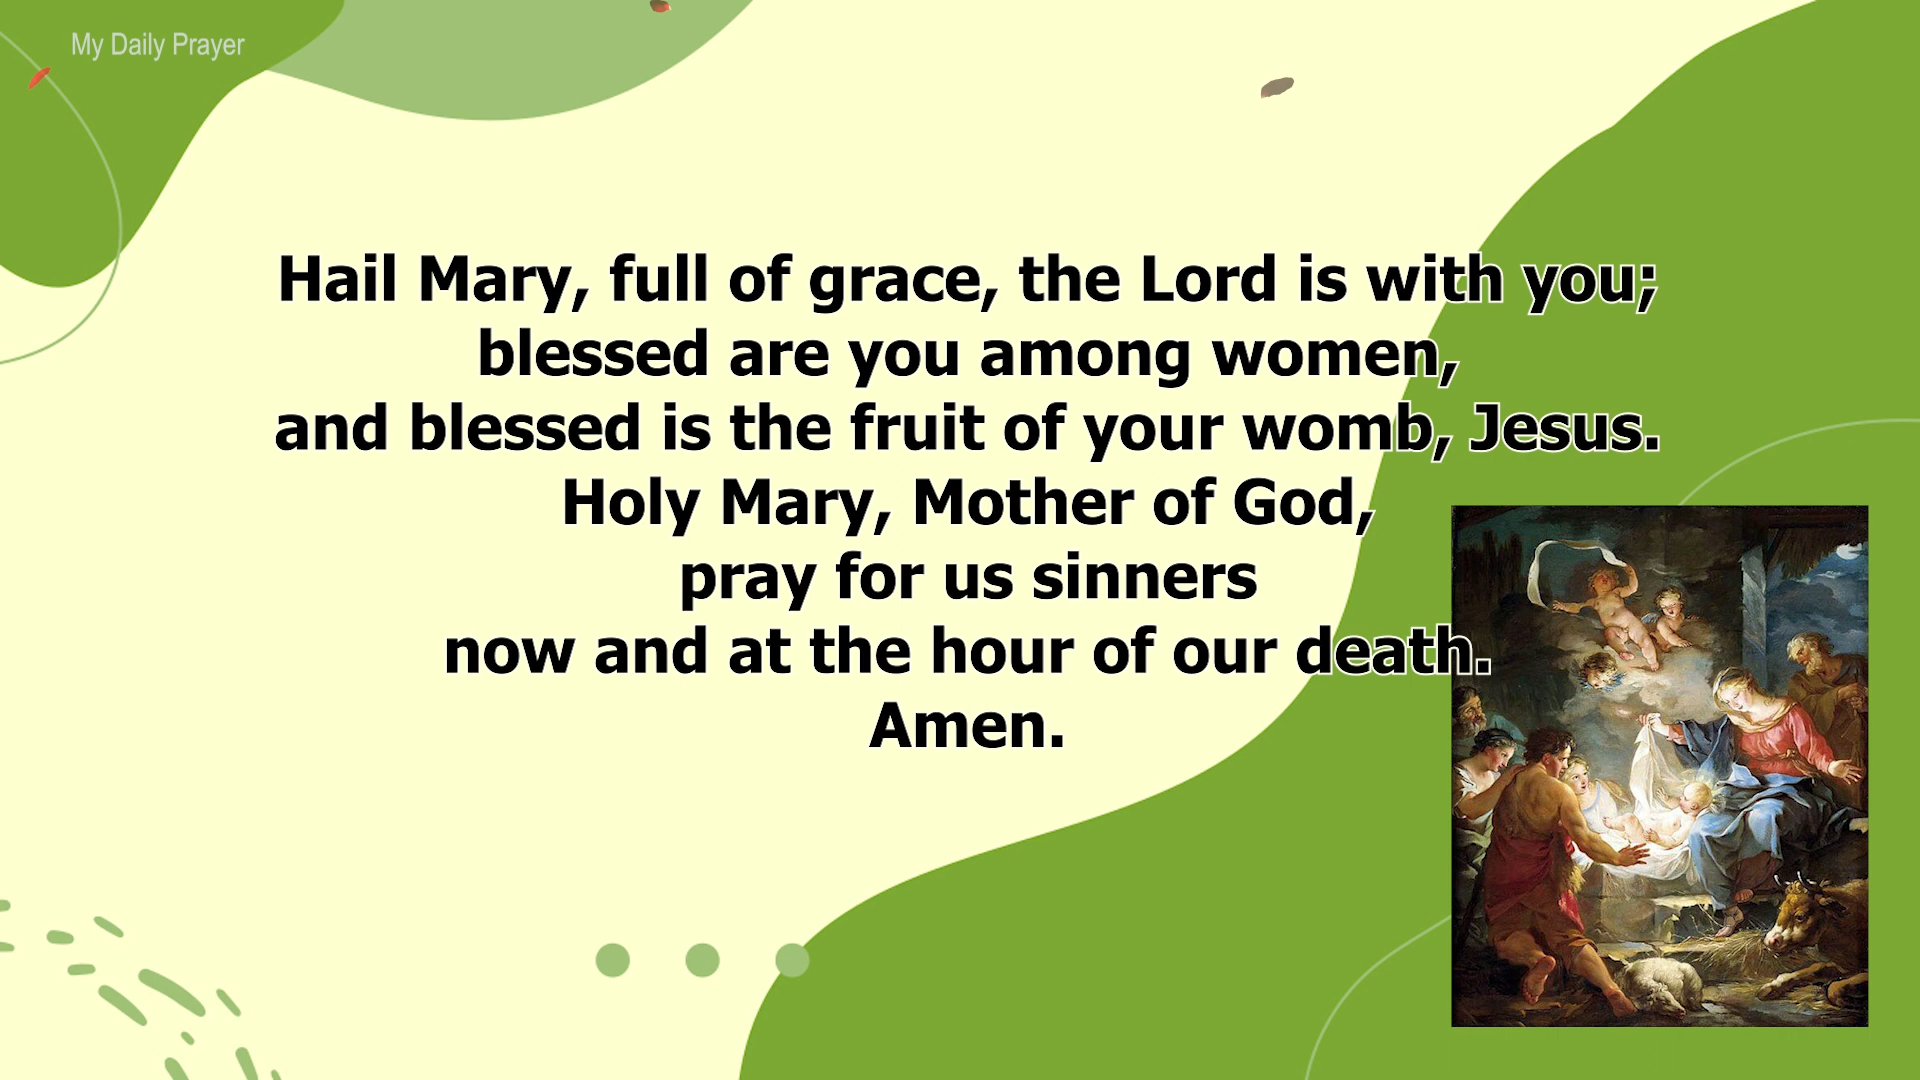 My Daily Prayer
Hail Mary, full of grace, the Lord is with you;
blessed are you among women,
and blessed is the fruit of your womb, Jesus.
Holy Mary, Mother of God,
pray for us sinners
now and at the hour of our death.
Amen.